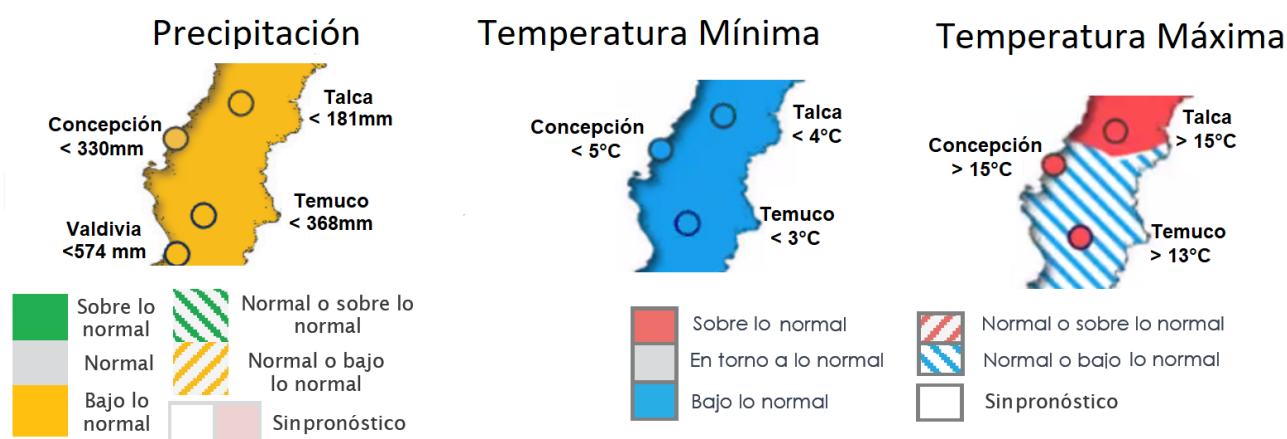 Precipitación
Talca
< 181mm
Concepción
< 330mm
Temuco
< 368mm
Valdivia
<574 mm
Temperatura Mínima
Talca
< 4°C
Concepción
< 5°C
Temuco
< 3°C
Temperatura Máxima
Talca
> 15°C
Concepción
> 15°C
Temuco
> 13°C
Sobre lo
normal
Normal
Bajo lo
normal
Normal o sobre lo
normal
Normal o bajo
lo normal
Sin pronóstico
Sobre lo normal
En torno a lo normal
Bajo lo normal
Normal o sobre lo normal
Normal o bajo lo normal
Sin pronóstico